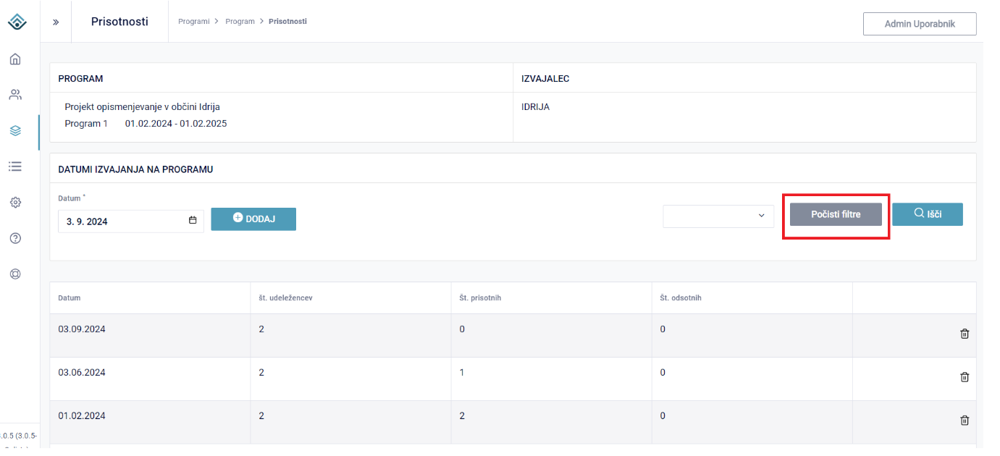 Prisotnosti
Programi > Program > Prisotnosti
Admin Uporabnik
PROGRAM
IZVAJALEC
Projekt opismenjevanje v občini Idrija
IDRIJA
Program 1 01.02.2024 - 01.02.2025
DATUMI IZVAJANJA NA PROGRAMU
Datum *
3. 9. 2024
DODAJ
Počisti filtre
Išči
Datum št. udeležencev Št. prisotnih Št. odsotnih
03.09.2024 2 0 0
03.06.2024 2 1 0
01.02.2024 2 2 0
.0.5 (3.0.5-